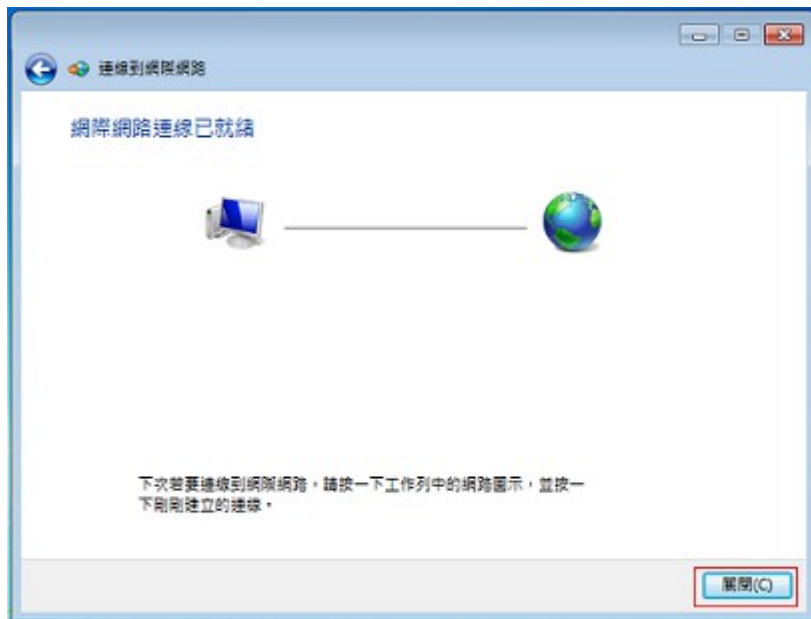 連線到網際網路
網際網路連線已就緒
下次若要連線到網際網路，請按一下工作列中的網路圖示，並按一
下剛剛建立的連線。
關閉(C)